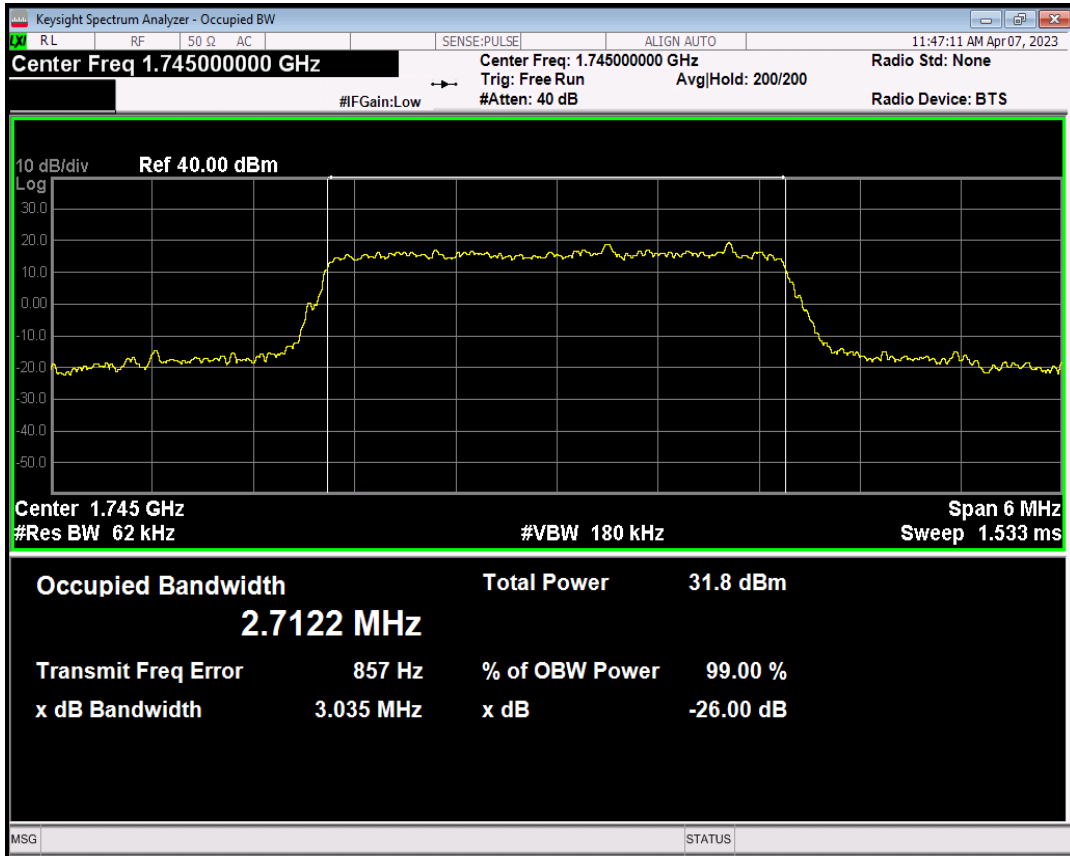 Keysight Spectrum Analyzer - Occupied BW
LXI RL RF 50 Ω AC SENSE:PULSE ALIGN AUTO 11:47:11 AM Apr 07, 2023
Center Freq 1.745000000 GHz
Center Freq: 1.745000000 GHz
Radio Std: None
Trig: Free Run Avg|Hold: 200/200
#IFGain:Low #Atten: 40 dB Radio Device: BTS
10 dB/div Ref 40.00 dBm
Log
30.0
20.0
10.0
0.00
-10.0
-20.0
-30.0
-40.0
-50.0
Center 1.745 GHz Span 6 MHz
#Res BW 62 kHz #VBW 180 kHz Sweep 1.533 ms
Occupied Bandwidth Total Power 31.8 dBm
2.7122 MHz
Transmit Freq Error 857 Hz % of OBW Power 99.00 %
x dB Bandwidth 3.035 MHz x dB -26.00 dB
MSG STATUS